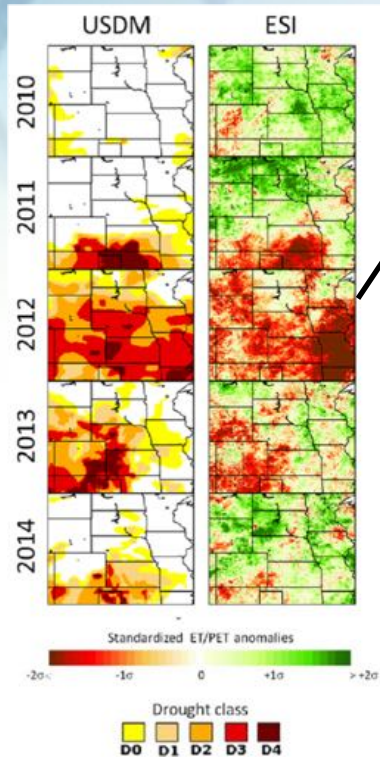 USDM ESI
2010
2011
2012
2013
2014
Standardized ET/PET anomalies
-2σ< -1σ 0 +1σ > +2σ
Drought class
D0 D1 D2 D3 D4